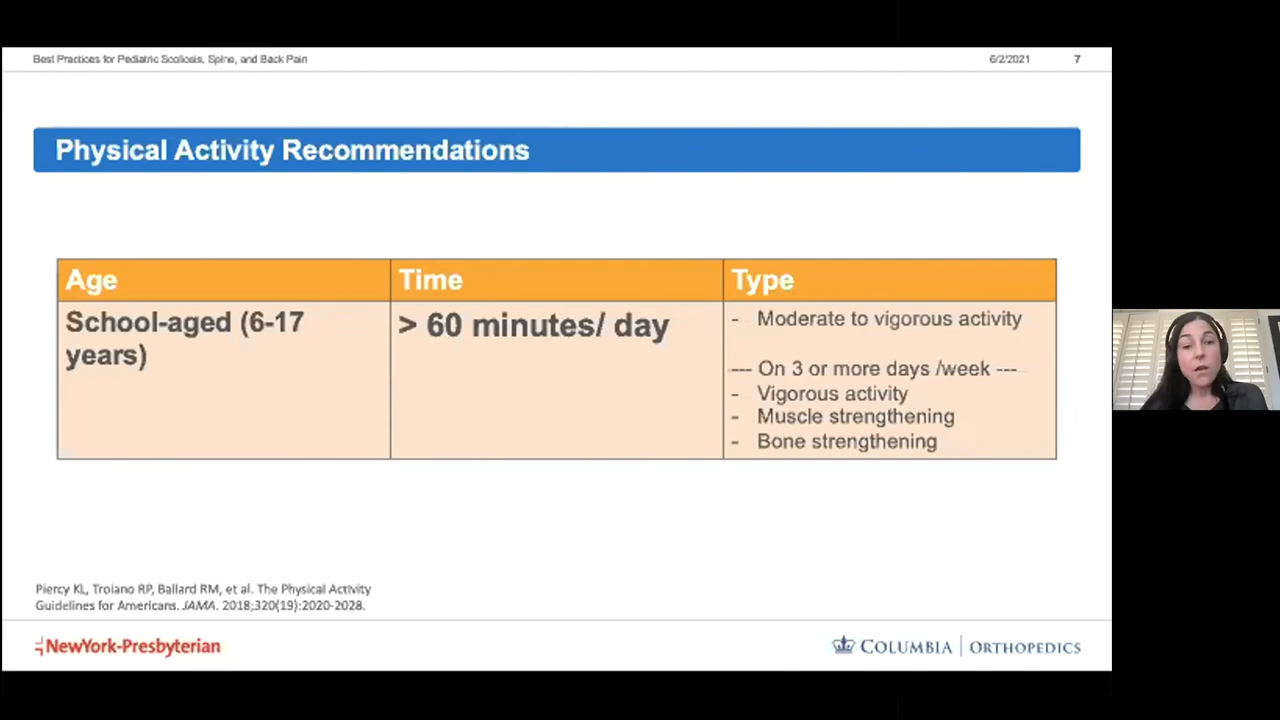 Best Practices for Pediatric Scoliosis, Spine, and Back Pain
6/2/2021
7
Physical Activity Recommendations
Age
Time
Type
School-aged (6-17
years)
> 60 minutes/ day
- Moderate to vigorous activity
--- On 3 or more days /week ---
- Vigorous activity
- Muscle strengthening
- Bone strengthening
Piercy KL, Troiano RP, Ballard RM, et al. The Physical Activity
Guidelines for Americans. JAMA. 2018;320(19):2020-2028.
NewYork-Presbyterian
COLUMBIA | ORTHOPEDICS